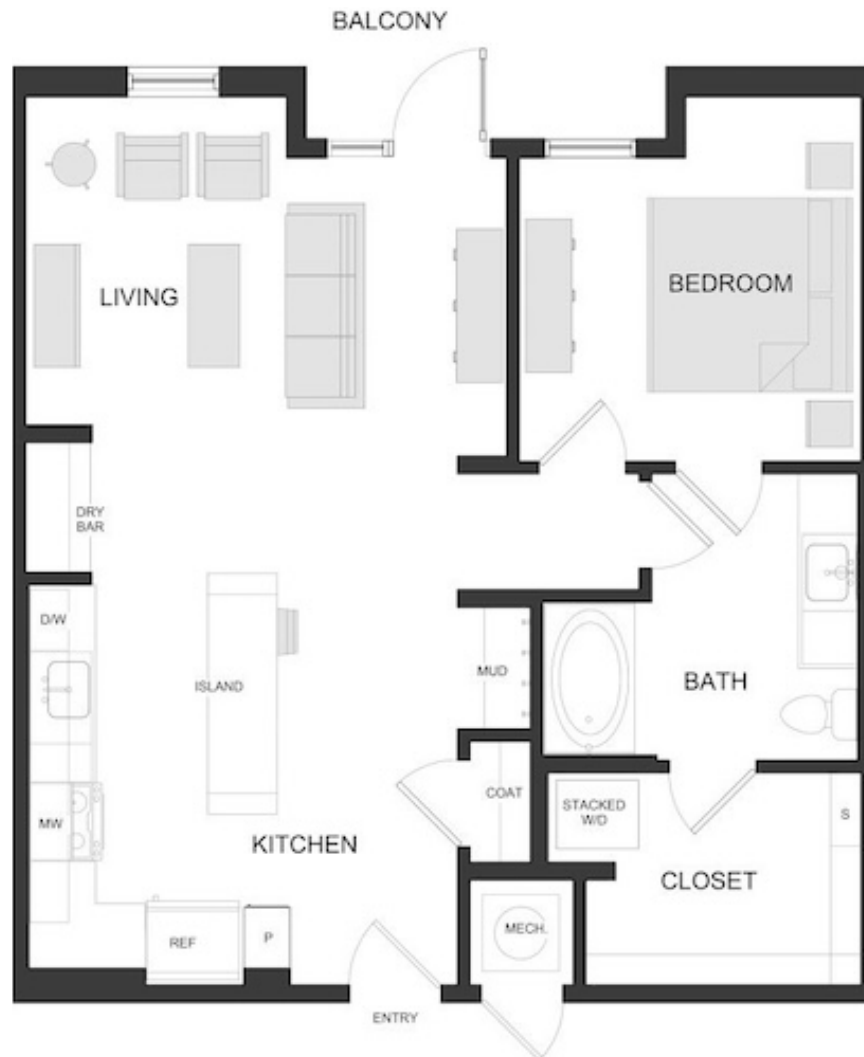 BALCONY
LIVING
BEDROOM
DRY
BAR
D/W
ISLAND
MUD
BATH
MW
COAT
STACKED
W/D
S
KITCHEN
CLOSET
REF
P
MECH.
ENTRY